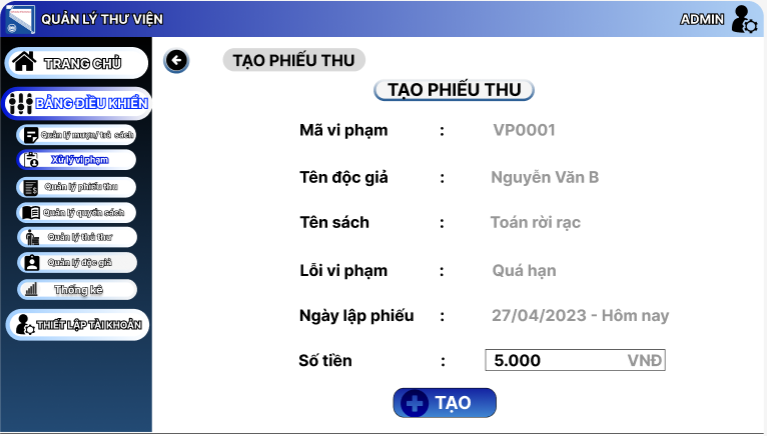 QUẢN LÝ THƯ VIỆN
ADMIN
TRANG CHỦ
BẢNG ĐIỀU KHIỂN
Quản lý mượn/ trả sách
Xử lý vi phạm
Quản lý phiếu thu
Quản lý quyển sách
Quản lý thủ thư
Quản lý độc giả
Thống kê
THIẾT LẬP TÀI KHOẢN
TẠO PHIẾU THU
TẠO PHIẾU THU
Mã vi phạm : VP0001
Tên độc giả : Nguyễn Văn B
Tên sách : Toán rời rạc
Lỗi vi phạm : Quá hạn
Ngày lập phiếu : 27/04/2023 - Hôm nay
Số tiền : 5.000 VNĐ
TẠO